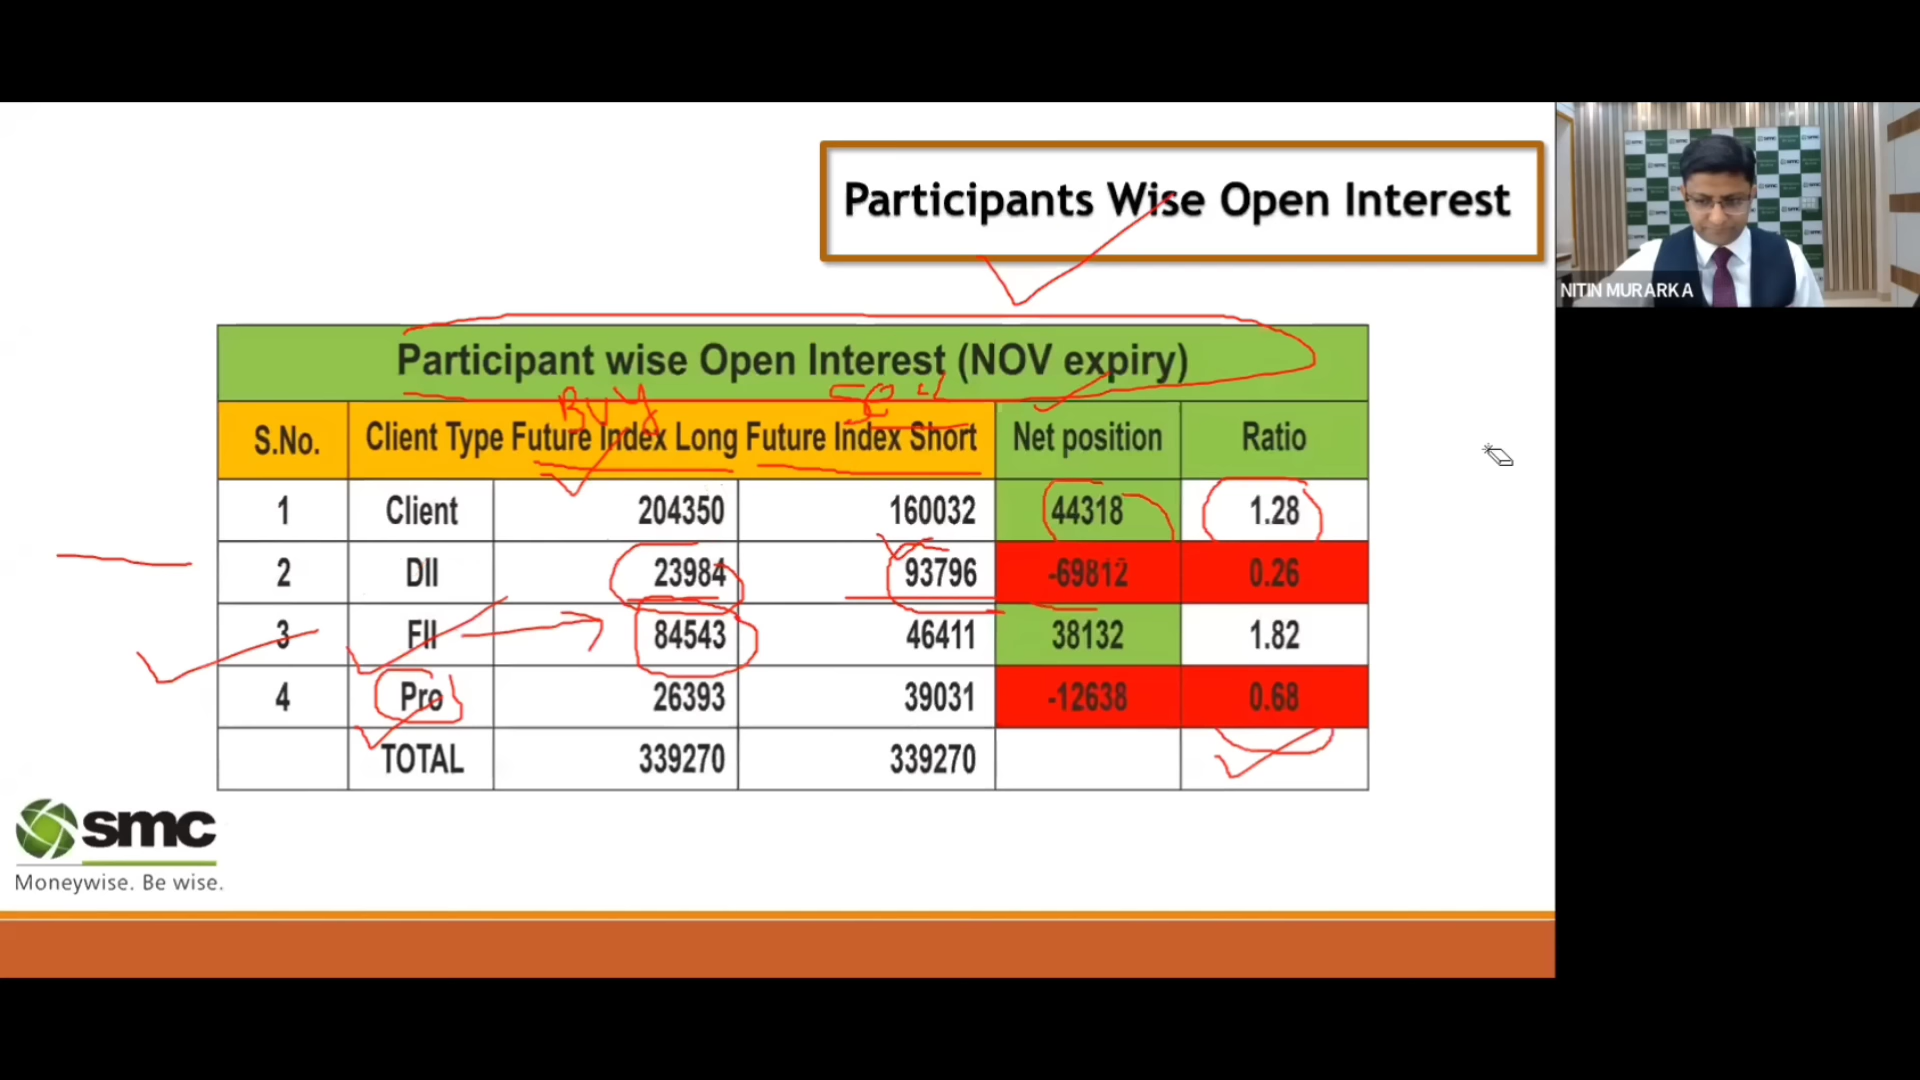 Participants Wise Open Interest
NITIN MURARKA
Participant wise Open Interest (NOV expiry)
BUY
S.No. Client Type Future Index Long Future Index Short Net position Ratio
1 Client 204350 160032 44318 1.28
2 DII 23984 93796 -69812 0.26
3 FII 84543 46411 38132 1.82
4 Pro 26393 39031 -12638 0.68
TOTAL 339270 339270
smc
Moneywise. Be wise.